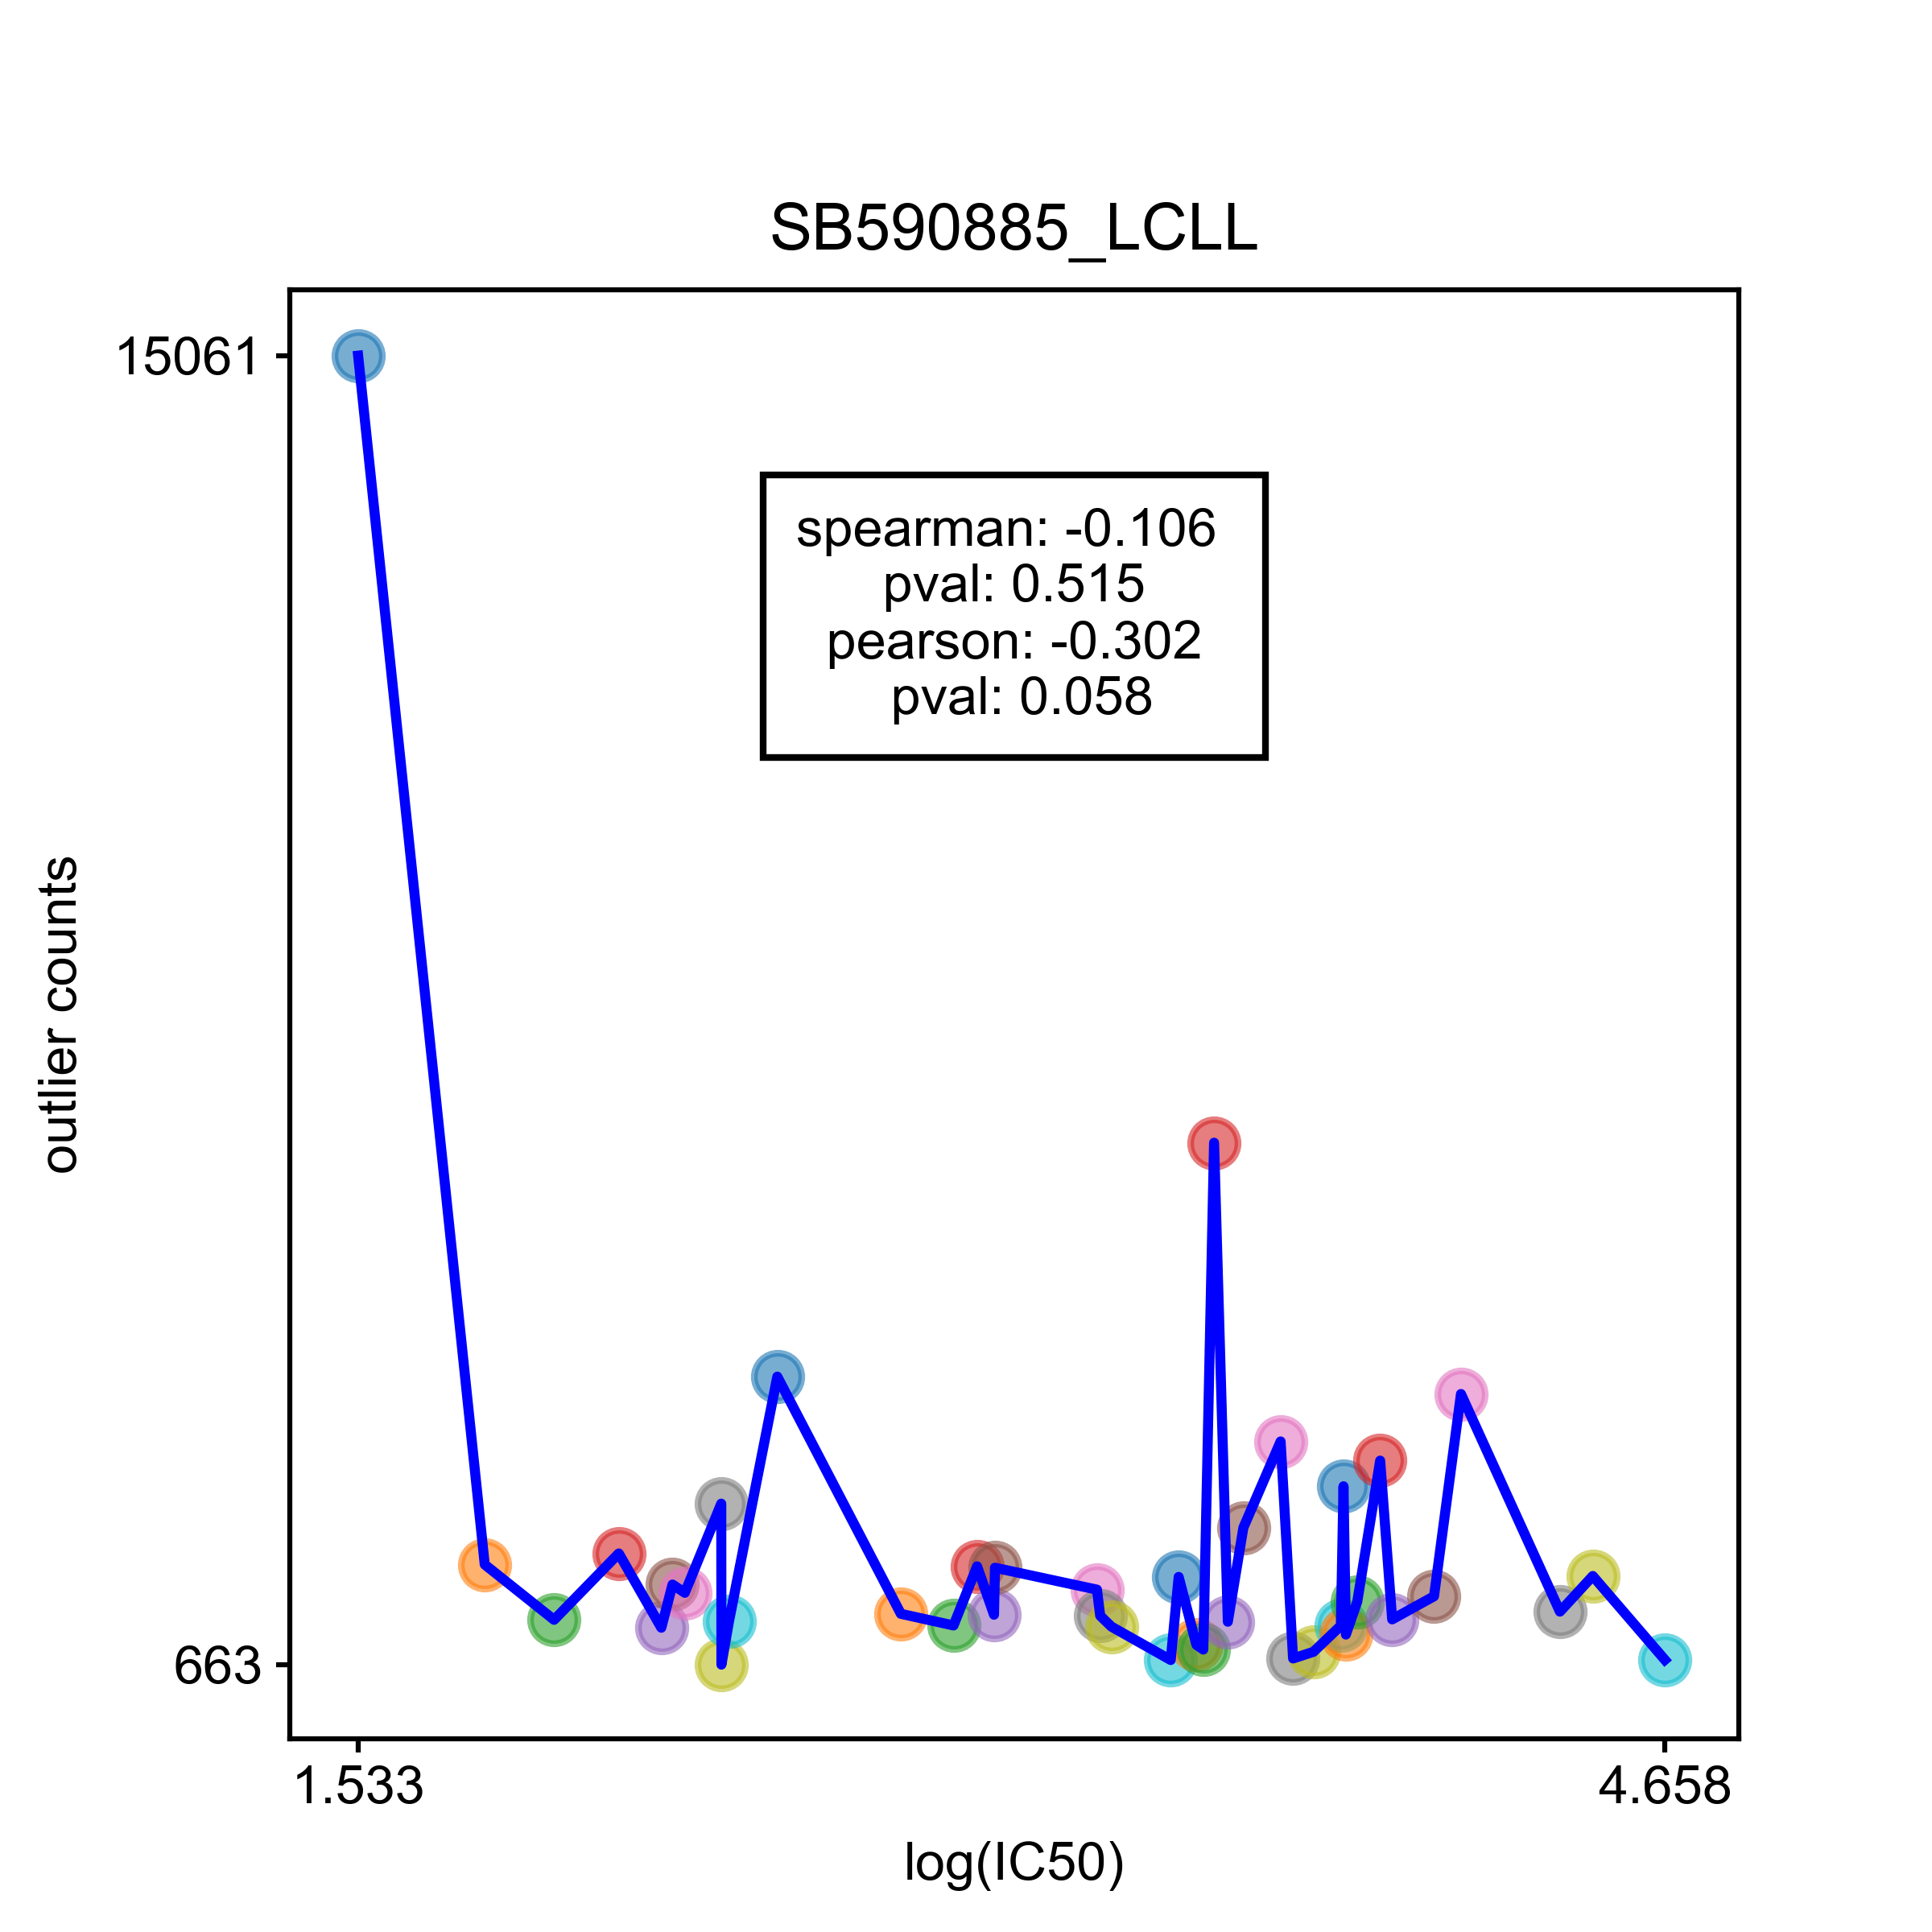 SB590885_LCLL
15061
spearman: -0.106
pval: 0.515
pearson: -0.302
pval: 0.058
outlier counts
663
1.533
4.658
log(IC50)